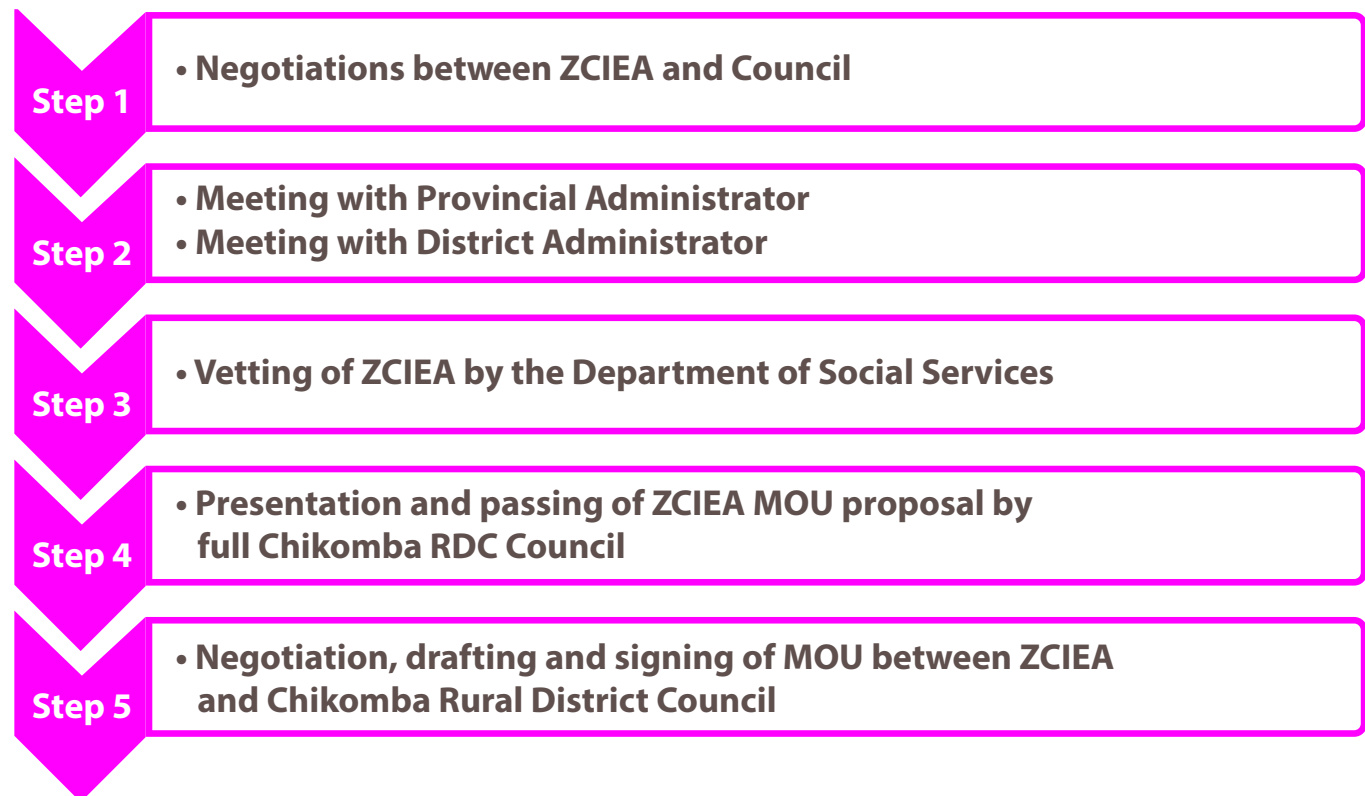 Step 1
• Negotiations between ZCIEA and Council
Step 2
• Meeting with Provincial Administrator
• Meeting with District Administrator
Step 3
• Vetting of ZCIEA by the Department of Social Services
Step 4
• Presentation and passing of ZCIEA MOU proposal by
full Chikomba RDC Council
Step 5
• Negotiation, drafting and signing of MOU between ZCIEA
and Chikomba Rural District Council